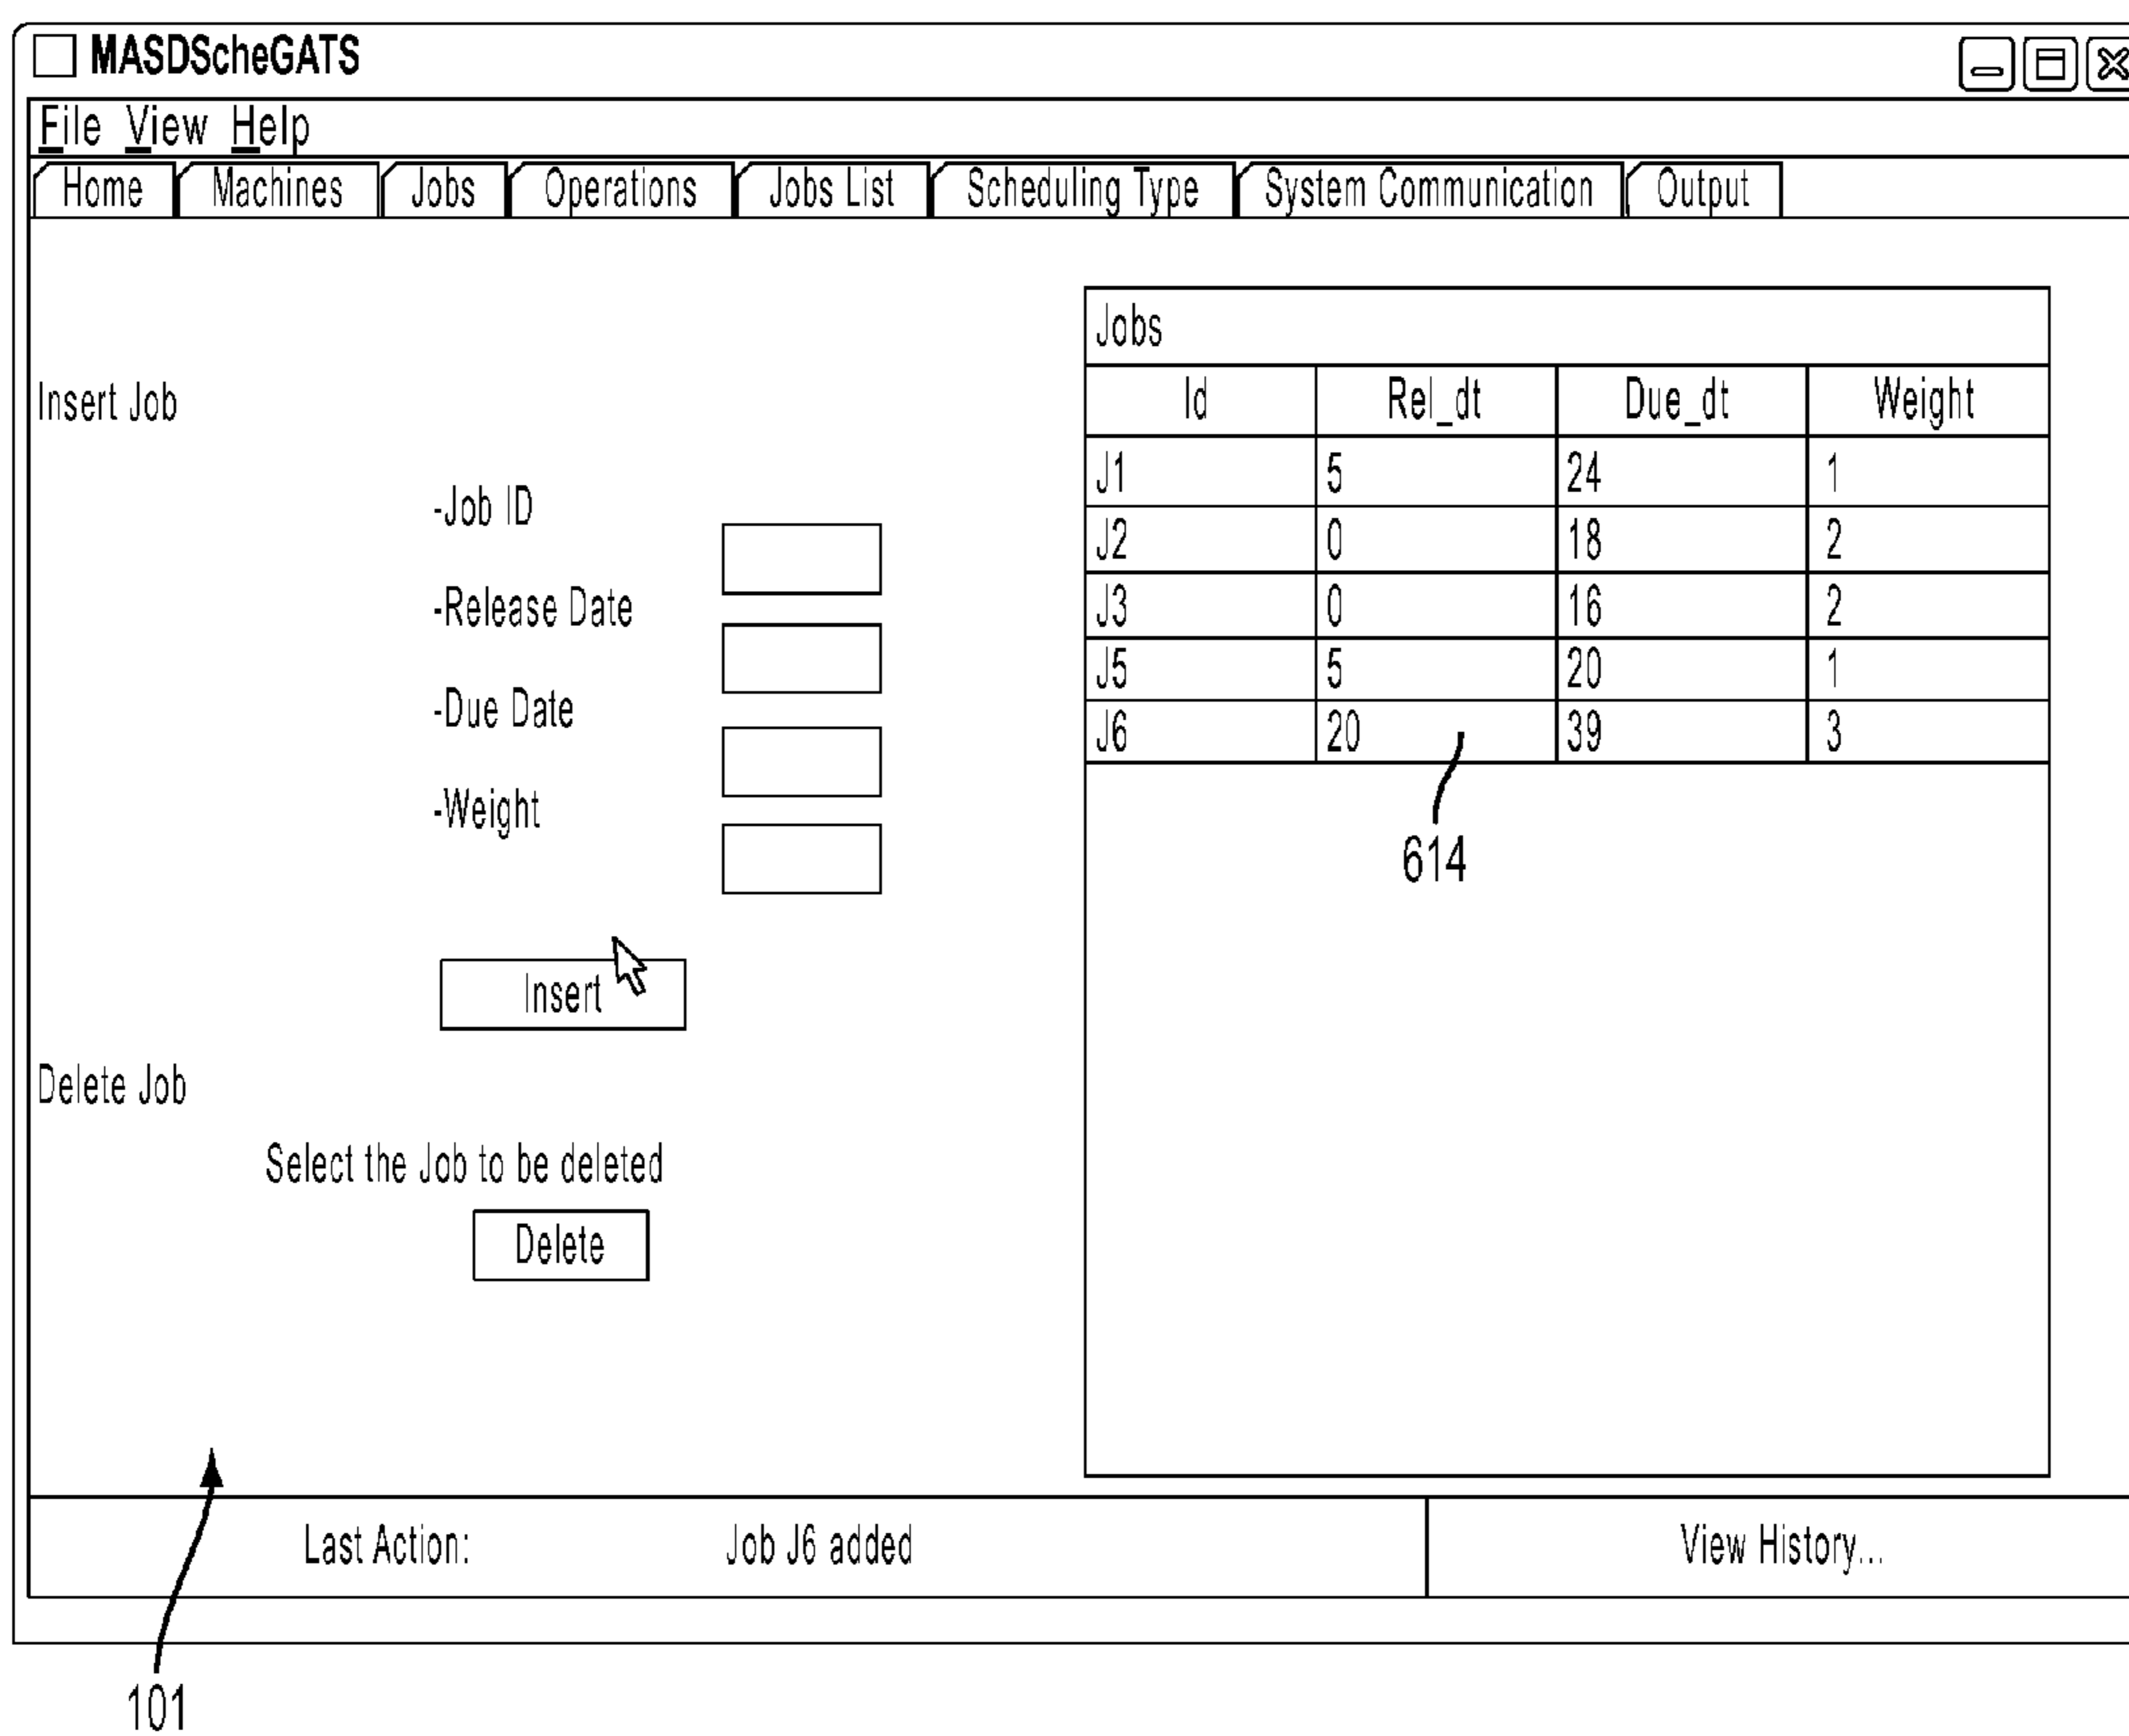 MASDScheGATS
File View Help
Home Machines Jobs Operations Jobs List Scheduling Type System Communication Output
Insert Job
-Job ID
-Release Date
-Due Date
-Weight
Insert
Delete Job
Select the Job to be deleted
Delete
Jobs
Id Rel_dt Due_dt Weight
J1 5 24 1
J2 0 18 2
J3 0 16 2
J5 5 20 1
J6 20 39 3
614
Last Action: Job J6 added View History...
101